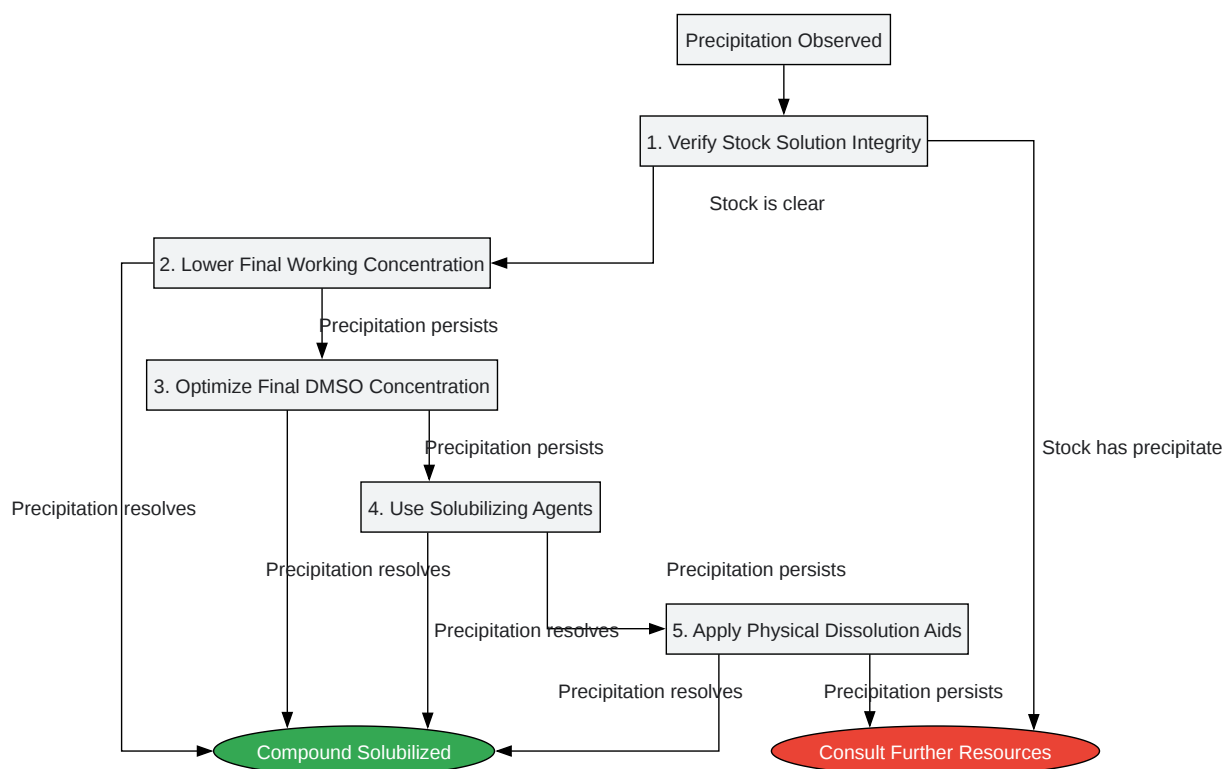 Precipitation Observed
1. Verify Stock Solution Integrity
Stock is clear
2. Lower Final Working Concentration
Precipitation persists
3. Optimize Final DMSO Concentration
Precipitation persists
Stock has precipitate
4. Use Solubilizing Agents
Precipitation resolves
Precipitation resolves
Precipitation persists
Precipitation resolves
5. Apply Physical Dissolution Aids
Precipitation resolves
Precipitation persists
Compound Solubilized
Consult Further Resources